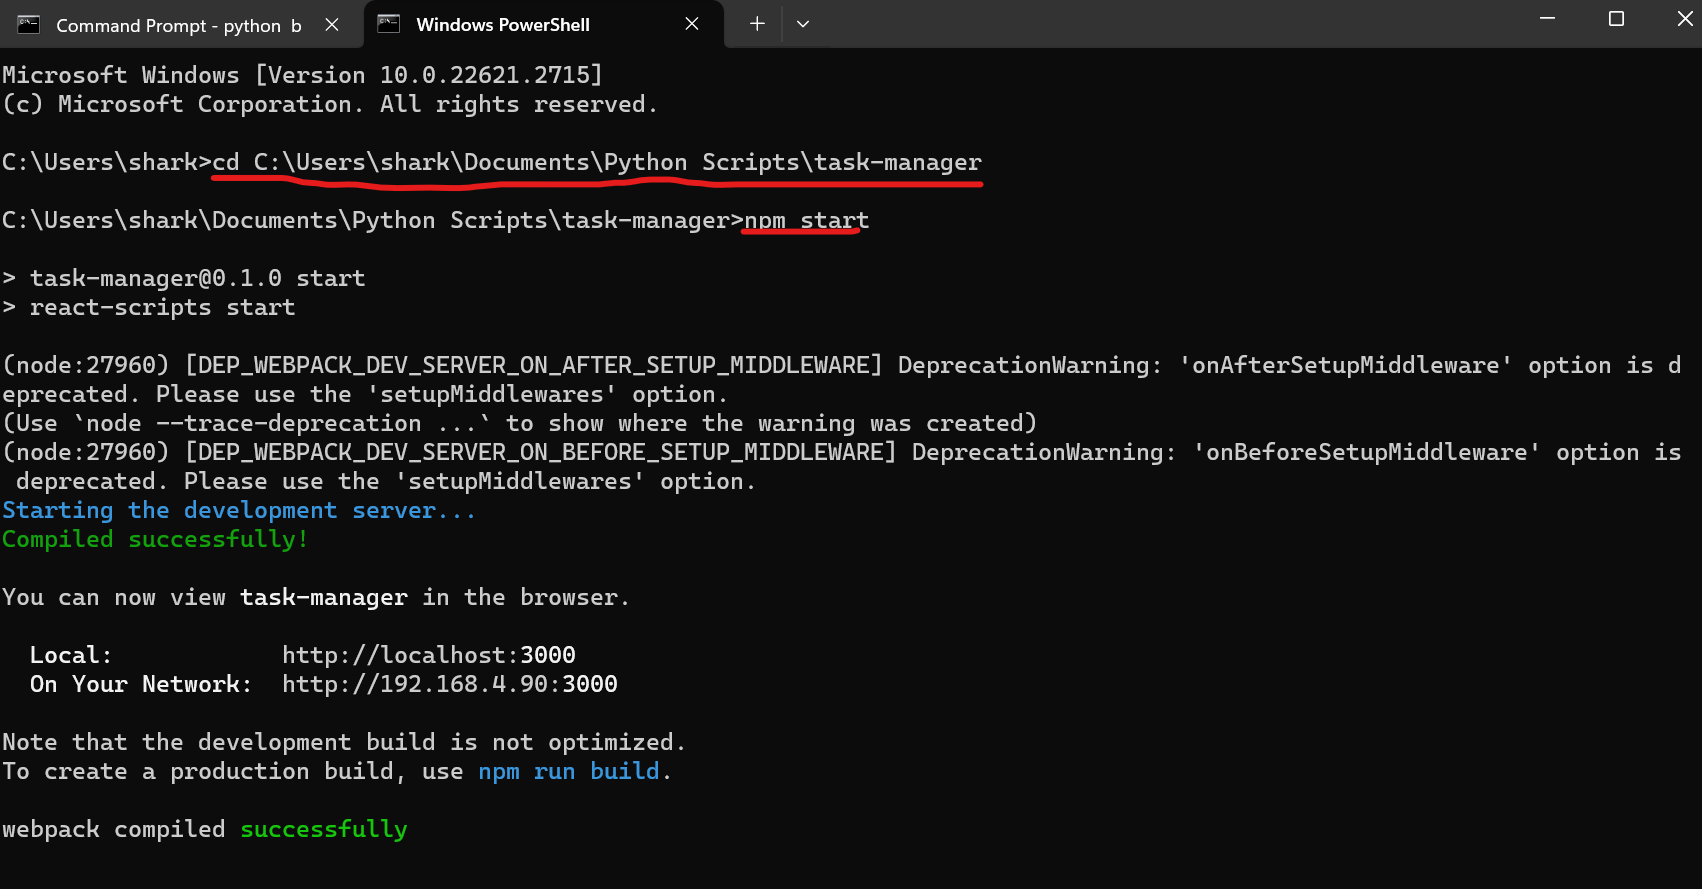 Command Prompt - python b
Windows PowerShell
Microsoft Windows [Version 10.0.22621.2715]
(c) Microsoft Corporation. All rights reserved.
C:\Users\shark>cd C:\Users\shark\Documents\Python Scripts\task-manager
C:\Users\shark\Documents\Python Scripts\task-manager>npm start
> task-manager@0.1.0 start
> react-scripts start
(node:27960) [DEP_WEBPACK_DEV_SERVER_ON_AFTER_SETUP_MIDDLEWARE] DeprecationWarning: 'onAfterSetupMiddleware' option is d
eprecated. Please use the 'setupMiddlewares' option.
(Use `node --trace-deprecation ...` to show where the warning was created)
(node:27960) [DEP_WEBPACK_DEV_SERVER_ON_BEFORE_SETUP_MIDDLEWARE] DeprecationWarning: 'onBeforeSetupMiddleware' option is
 deprecated. Please use the 'setupMiddlewares' option.
Starting the development server...
Compiled successfully!
You can now view task-manager in the browser.
  Local:            http://localhost:3000
  On Your Network:  http://192.168.4.90:3000
Note that the development build is not optimized.
To create a production build, use npm run build.
webpack compiled successfully